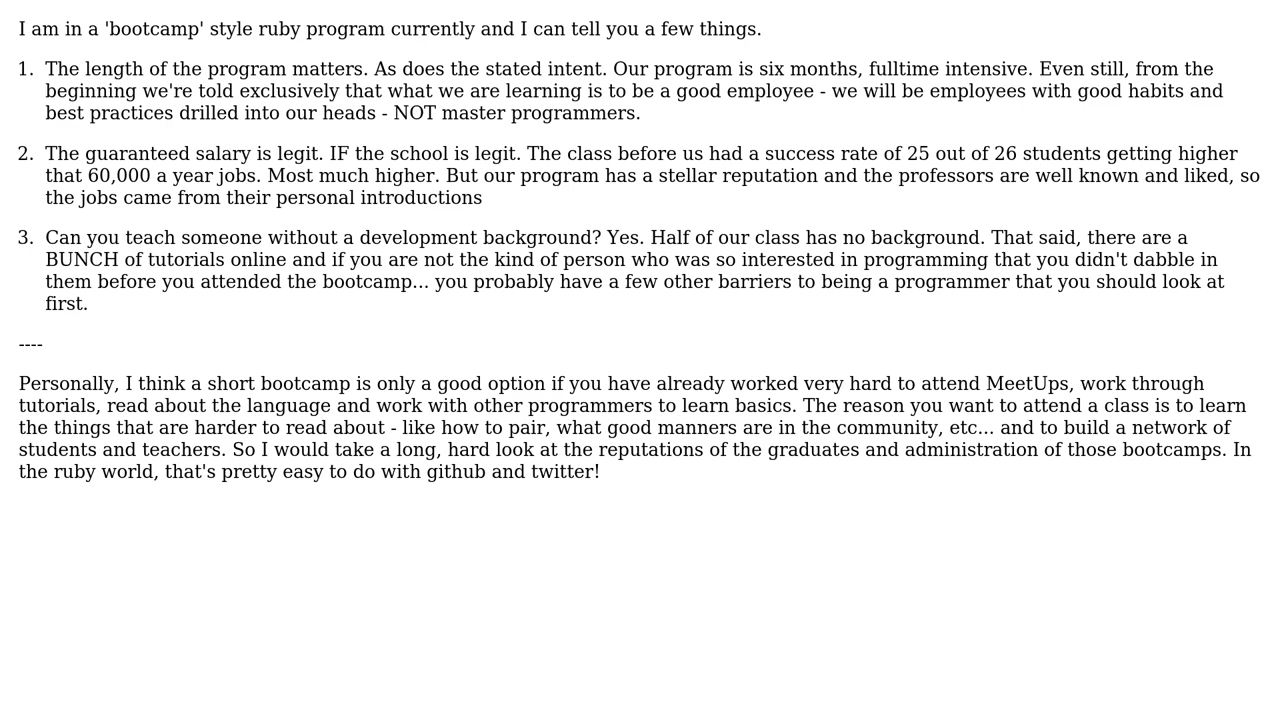 I am in a 'bootcamp' style ruby program currently and I can tell you a few things.
1. The length of the program matters. As does the stated intent. Our program is six months, fulltime intensive. Even still, from the
beginning we're told exclusively that what we are learning is to be a good employee - we will be employees with good habits and
best practices drilled into our heads - NOT master programmers.
2. The guaranteed salary is legit. IF the school is legit. The class before us had a success rate of 25 out of 26 students getting higher
that 60,000 a year jobs. Most much higher. But our program has a stellar reputation and the professors are well known and liked, so
the jobs came from their personal introductions
3. Can you teach someone without a development background? Yes. Half of our class has no background. That said, there are a
BUNCH of tutorials online and if you are not the kind of person who was so interested in programming that you didn't dabble in
them before you attended the bootcamp... you probably have a few other barriers to being a programmer that you should look at
first.
----
Personally, I think a short bootcamp is only a good option if you have already worked very hard to attend MeetUps, work through
tutorials, read about the language and work with other programmers to learn basics. The reason you want to attend a class is to learn
the things that are harder to read about - like how to pair, what good manners are in the community, etc... and to build a network of
students and teachers. So I would take a long, hard look at the reputations of the graduates and administration of those bootcamps. In
the ruby world, that's pretty easy to do with github and twitter!